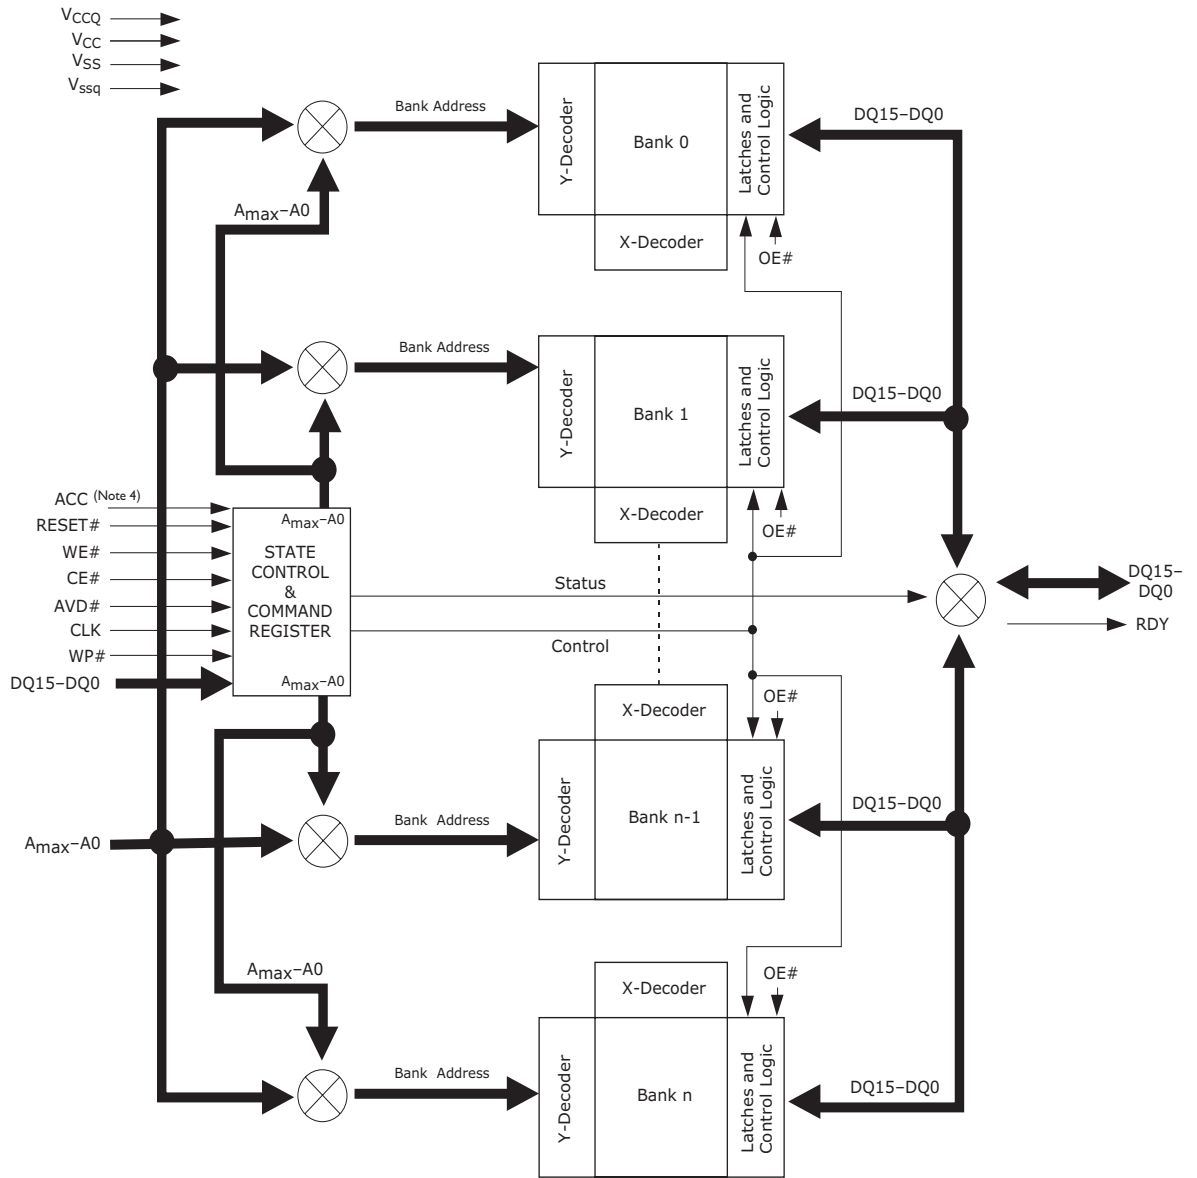 VCCQ
VCC
VSS
Vssq
Bank Address
Y-Decoder
Bank 0
Latches and
Control Logic
DQ15–DQ0
X-Decoder
OE#
Amax–A0
Bank Address
Y-Decoder
Bank 1
Latches and
Control Logic
DQ15–DQ0
X-Decoder
OE#
ACC (Note 4)
RESET#
WE#
CE#
AVD#
CLK
WP#
DQ15–DQ0
Amax–A0
STATE
CONTROL
&
COMMAND
REGISTER
Amax–A0
Status
Control
DQ15–
DQ0
RDY
X-Decoder
OE#
Amax–A0
Bank Address
Y-Decoder
Bank n-1
Latches and
Control Logic
DQ15–DQ0
Amax–A0
X-Decoder
OE#
Bank Address
Y-Decoder
Bank n
Latches and
Control Logic
DQ15–DQ0